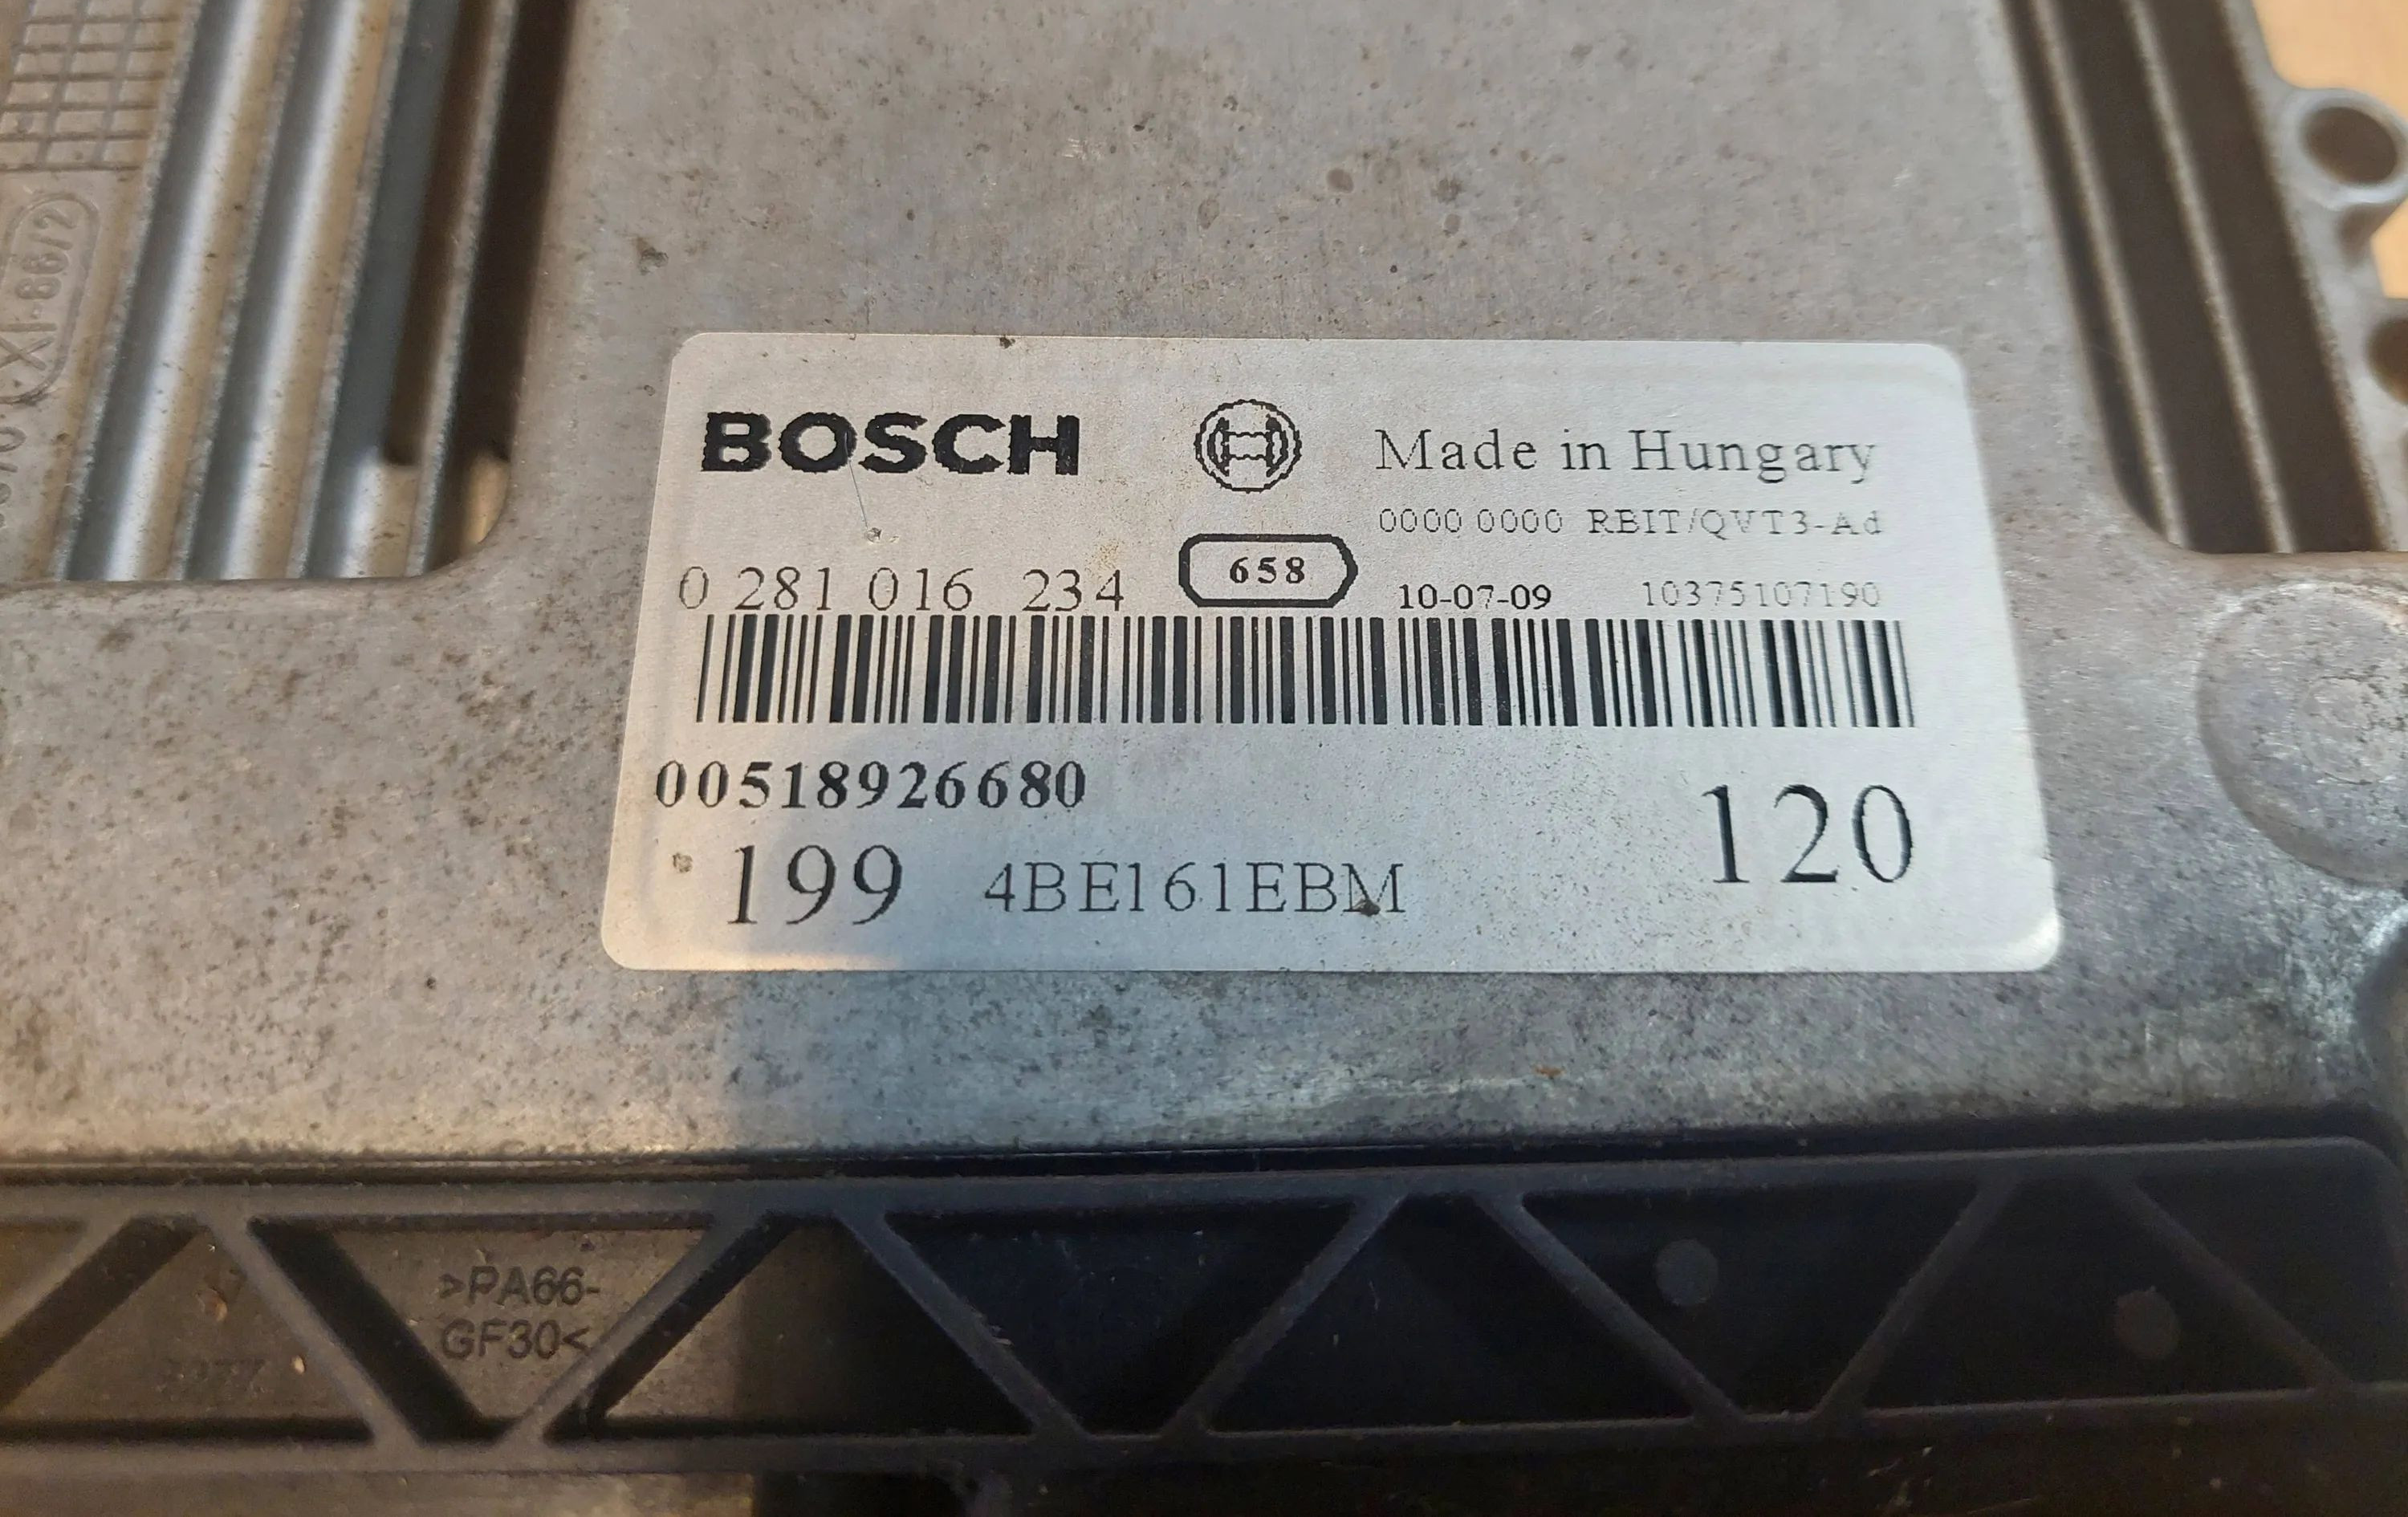 BOSCH
Made in Hungary
0000 0000 RBIT/QVT3-Ad
0 281 016 234
658
10-07-09
10375107190
00518926680
120
199 4BE161EBM
>PA66-
GF30<